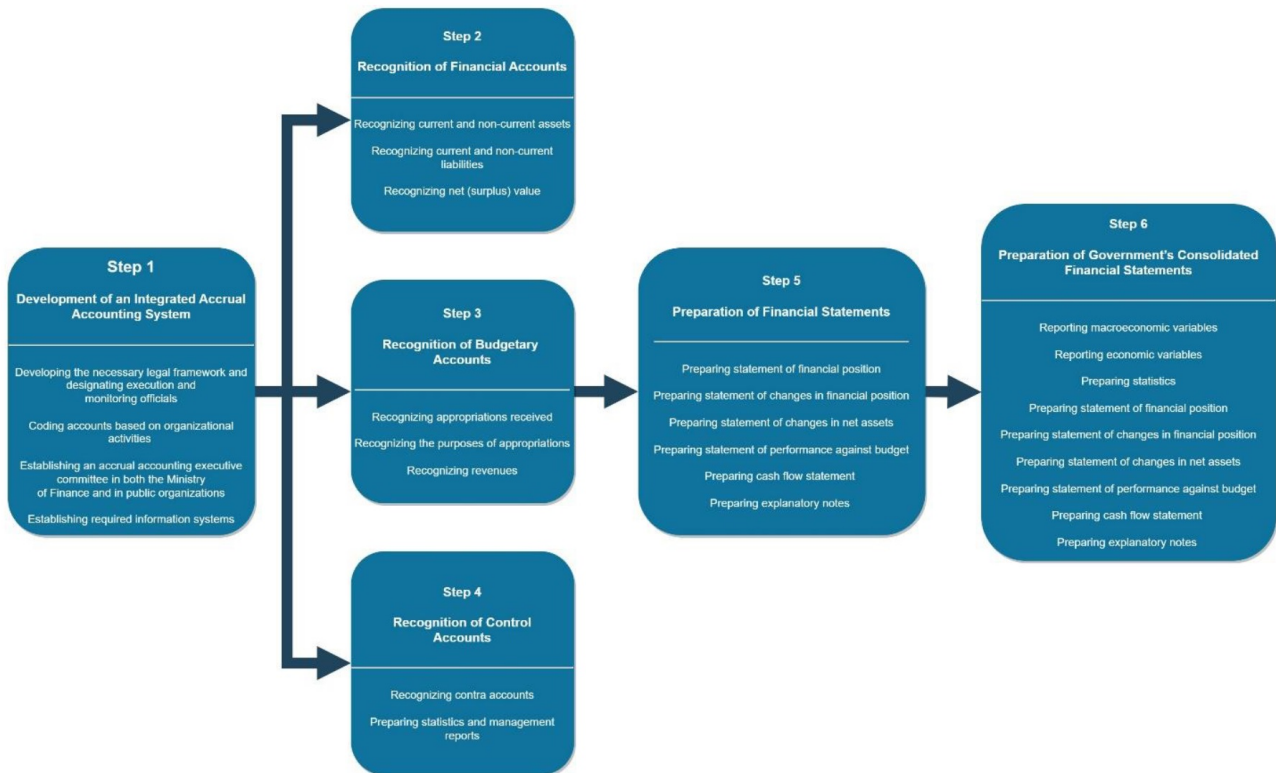 Step 1
Development of an Integrated Accrual
Accounting System
Developing the necessary legal framework and
designating execution and
monitoring officials
Coding accounts based on organizational
activities
Establishing an accrual accounting executive
committee in both the Ministry
of Finance and in public organizations
Establishing required information systems
Step 2
Recognition of Financial Accounts
Recognizing current and non-current assets
Recognizing current and non-current
liabilities
Recognizing net (surplus) value
Step 3
Recognition of Budgetary
Accounts
Recognizing appropriations received
Recognizing the purposes of appropriations
Recognizing revenues
Step 4
Recognition of Control
Accounts
Recognizing contra accounts
Preparing statistics and management
reports
Step 5
Preparation of Financial Statements
Preparing statement of financial position
Preparing statement of changes in financial position
Preparing statement of changes in net assets
Preparing statement of performance against budget
Preparing cash flow statement
Preparing explanatory notes
Step 6
Preparation of Government's Consolidated
Financial Statements
Reporting macroeconomic variables
Reporting economic variables
Preparing statistics
Preparing statement of financial position
Preparing statement of changes in financial position
Preparing statement of changes in net assets
Preparing statement of performance against budget
Preparing cash flow statement
Preparing explanatory notes